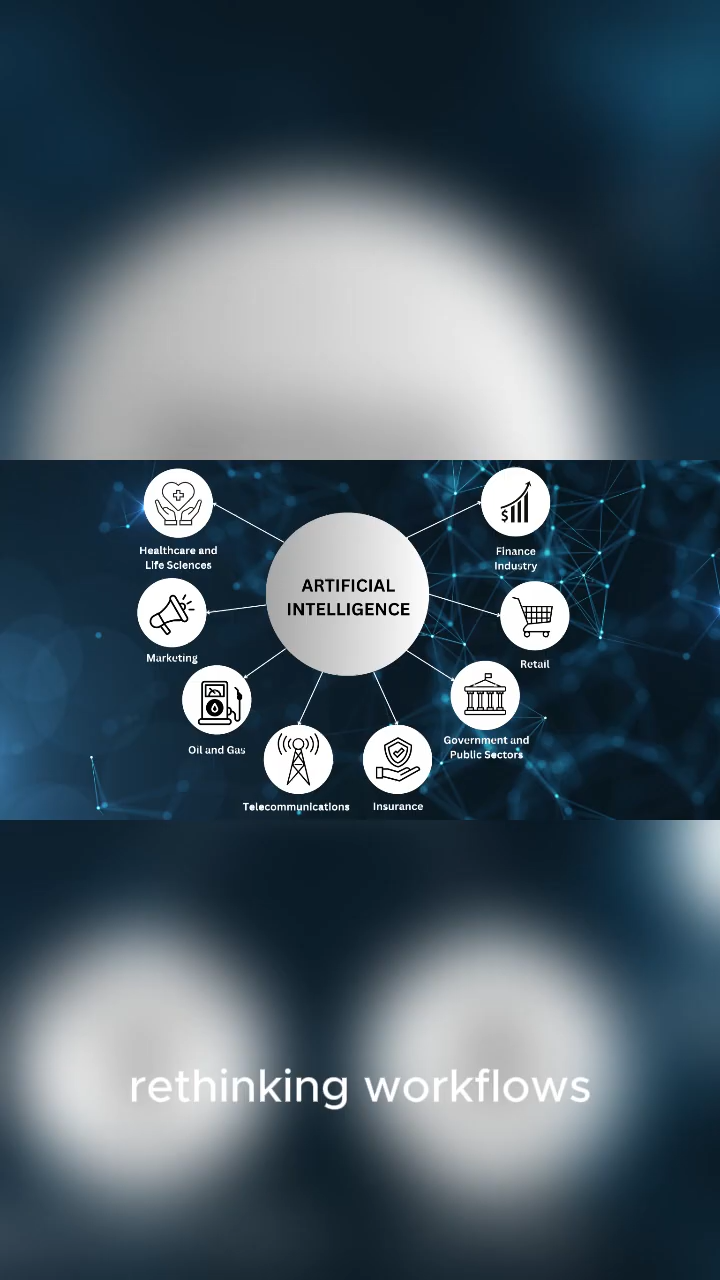 ARTIFICIAL
INTELLIGENCE
Healthcare and
Life Sciences
Marketing
Oil and Gas
Telecommunications
Insurance
Government and
Public Sectors
Retail
Finance
Industry
$
rethinking workflows